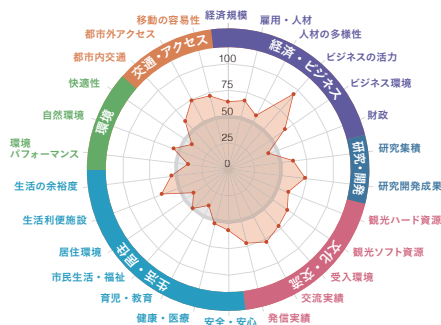 経済規模
雇用・人材
人材の多様性
ビジネスの活力
ビジネス環境
財政
研究集積
研究開発成果
観光ハード資源
観光ソフト資源
受入環境
交流実績
発信実績
安全・安心
健康・医療
育児・教育
市民生活・福祉
居住環境
生活利便施設
生活の余裕度
環境
パフォーマンス
自然環境
快適性
都市内交通
都市外アクセス
移動の容易性
経済・ビジネス
研究・開発
文化・交流
生活・居住
環境
交通・アクセス
100
75
50
25
0